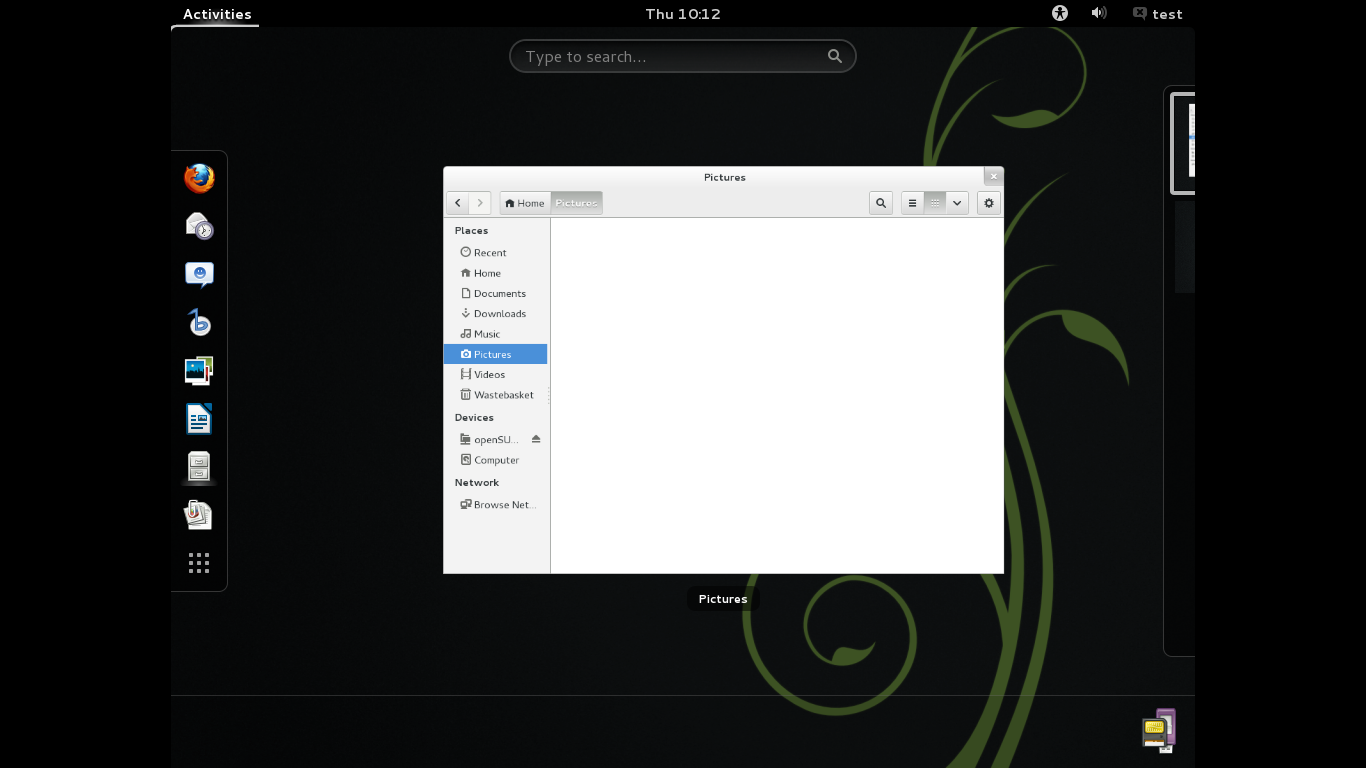 Activities
Thu 10:12
test
Type to search...
Pictures
Home
Pictures
Places
Recent
Home
Documents
Downloads
Music
Pictures
Videos
Wastebasket
Devices
openSU...
Computer
Network
Browse Net...
Pictures